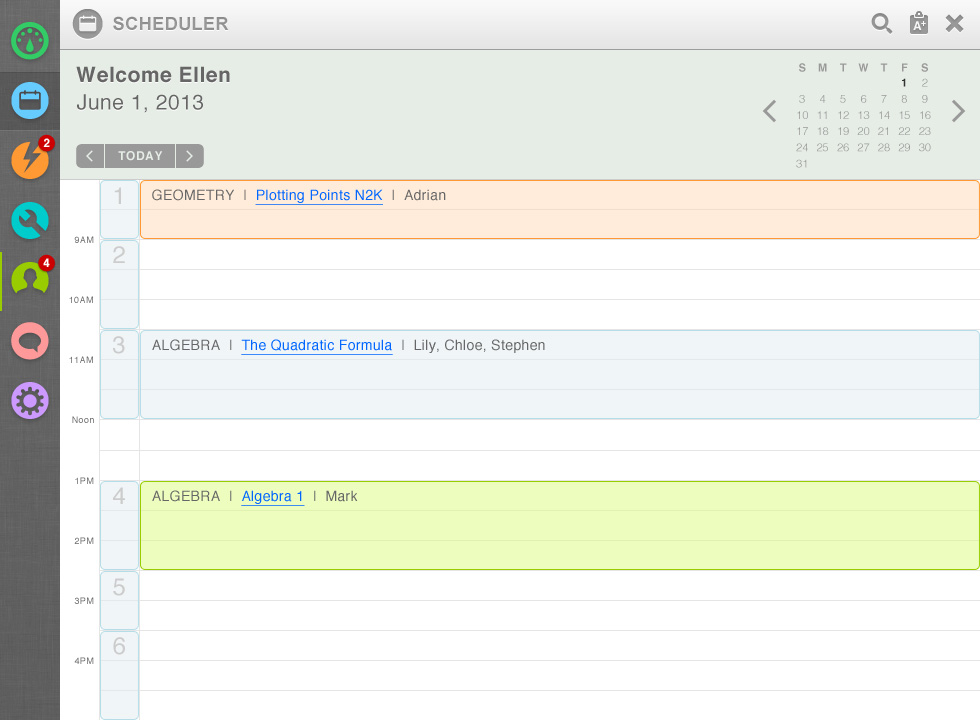 SCHEDULER
A+
Welcome Ellen
June 1, 2013
TODAY
S M T W T F S
1 2
3 4 5 6 7 8 9
10 11 12 13 14 15 16
17 18 19 20 21 22 23
24 25 26 27 28 29 30
31
2
4
1 GEOMETRY | Plotting Points N2K | Adrian
9AM
2
10AM
3 ALGEBRA | The Quadratic Formula | Lily, Chloe, Stephen
11AM
Noon
1PM
4 ALGEBRA | Algebra 1 | Mark
2PM
5
3PM
6
4PM